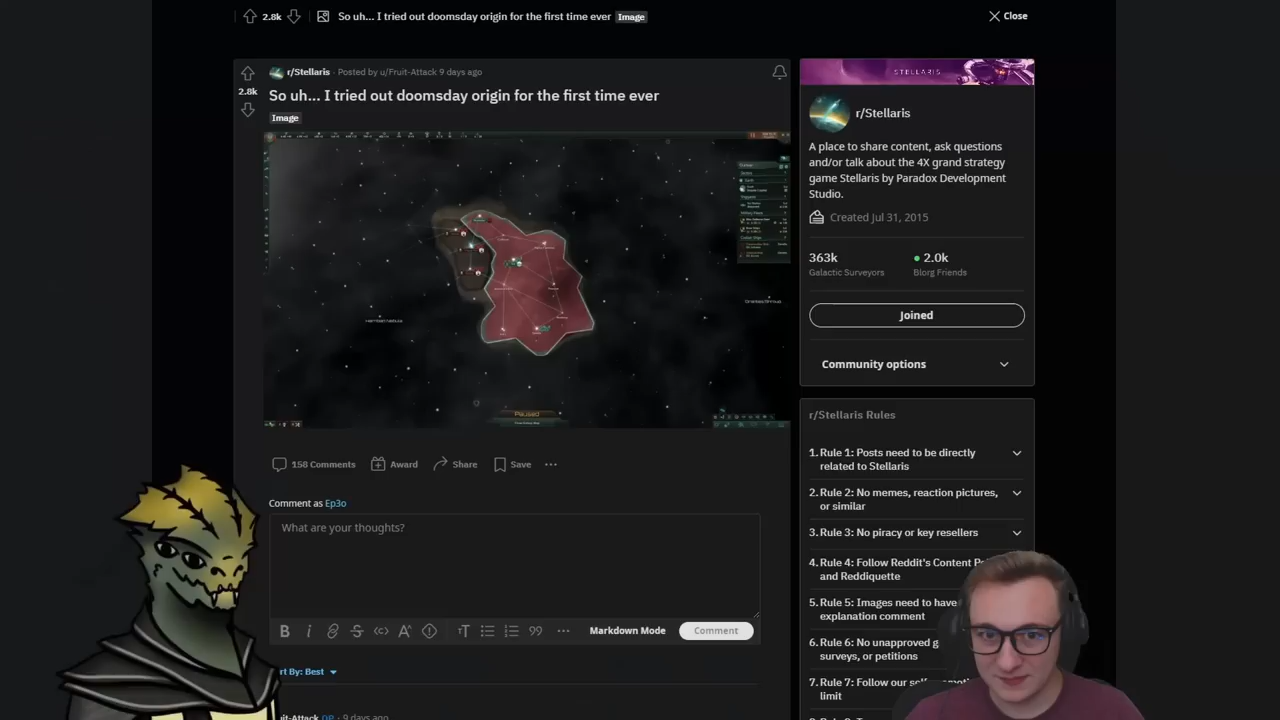 2.8k
So uh... I tried out doomsday origin for the first time ever
Image
Close
r/Stellaris · Posted by u/Fruit-Attack 9 days ago
2.8k
So uh... I tried out doomsday origin for the first time ever
Image
Paused
158 Comments
Award
Share
Save
Comment as Ep3o
What are your thoughts?
Markdown Mode
Comment
rt By: Best
uit-Attack OP · 9 days ago
STELLARIS
r/Stellaris
A place to share content, ask questions
and/or talk about the 4X grand strategy
game Stellaris by Paradox Development
Studio.
Created Jul 31, 2015
363k
2.0k
Galactic Surveyors
Blorg Friends
Joined
Community options
r/Stellaris Rules
1. Rule 1: Posts need to be directly
related to Stellaris
2. Rule 2: No memes, reaction pictures,
or similar
3. Rule 3: No piracy or key resellers
4. Rule 4: Follow Reddit's Content P
and Reddiquette
5. Rule 5: Images need to have
explanation comment
6. Rule 6: No unapproved g
surveys, or petitions
7. Rule 7: Follow our
limit